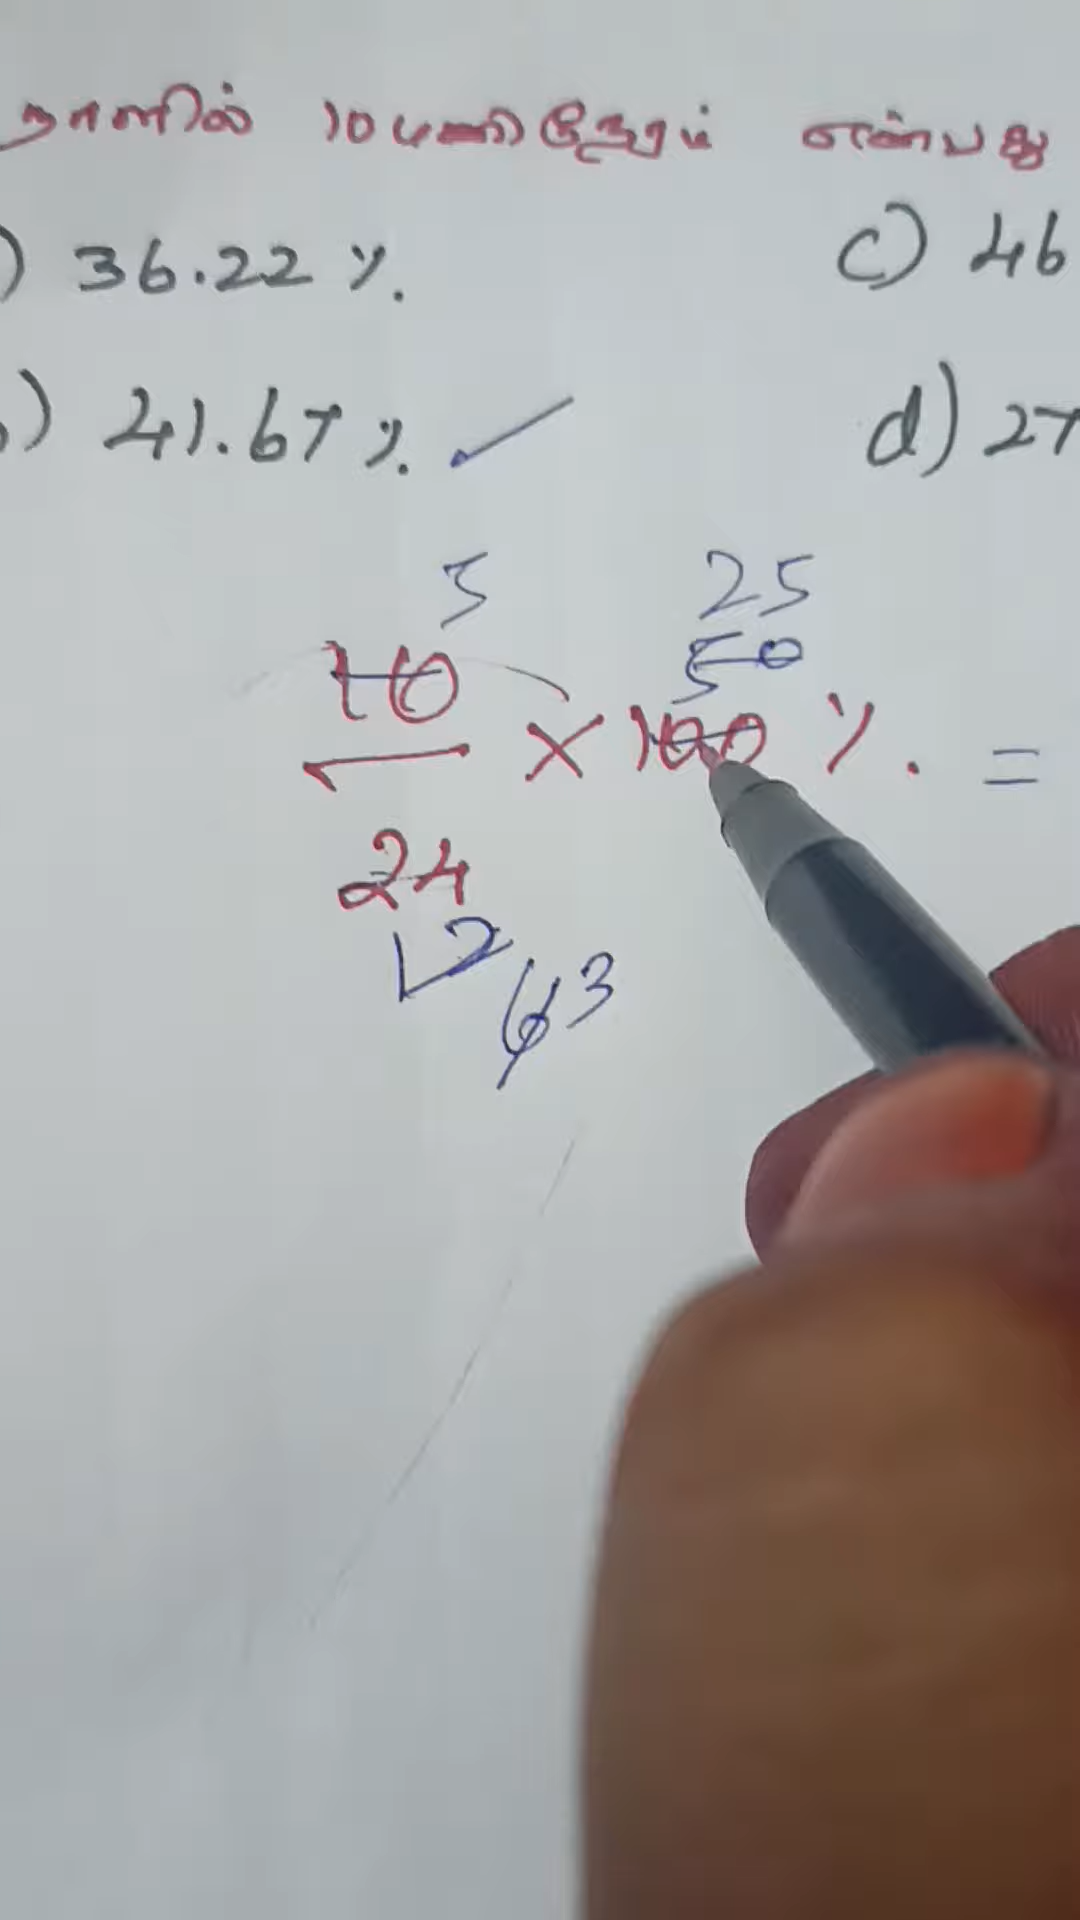 நாளில் 10 மணி நேரம் என்பது
) 36.22 %.
c) 46
b) 41.67 %. ✓
d) 27
5 25
50
10 × 100 %. =
24
12 6 3